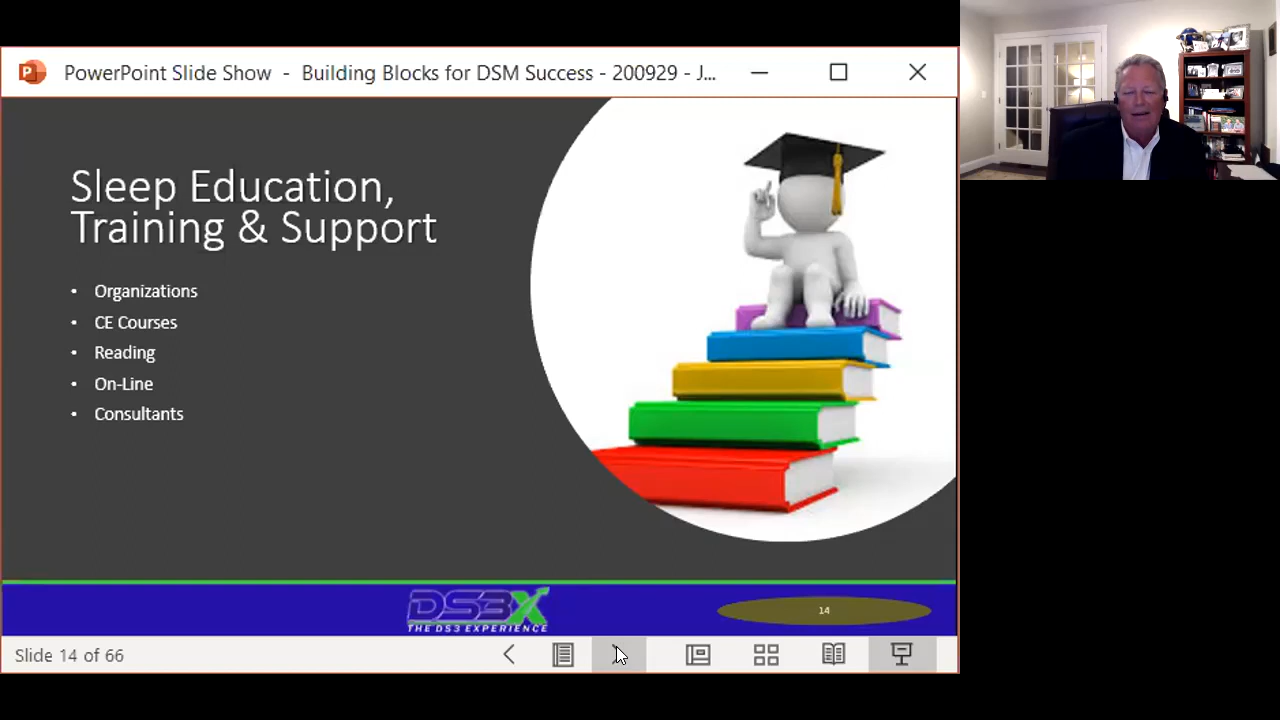 PowerPoint Slide Show - Building Blocks for DSM Success - 200929 - J...
Sleep Education,
Training & Support
• Organizations
• CE Courses
• Reading
• On-Line
• Consultants
DS3X
THE DS3 EXPERIENCE
14
Slide 14 of 66